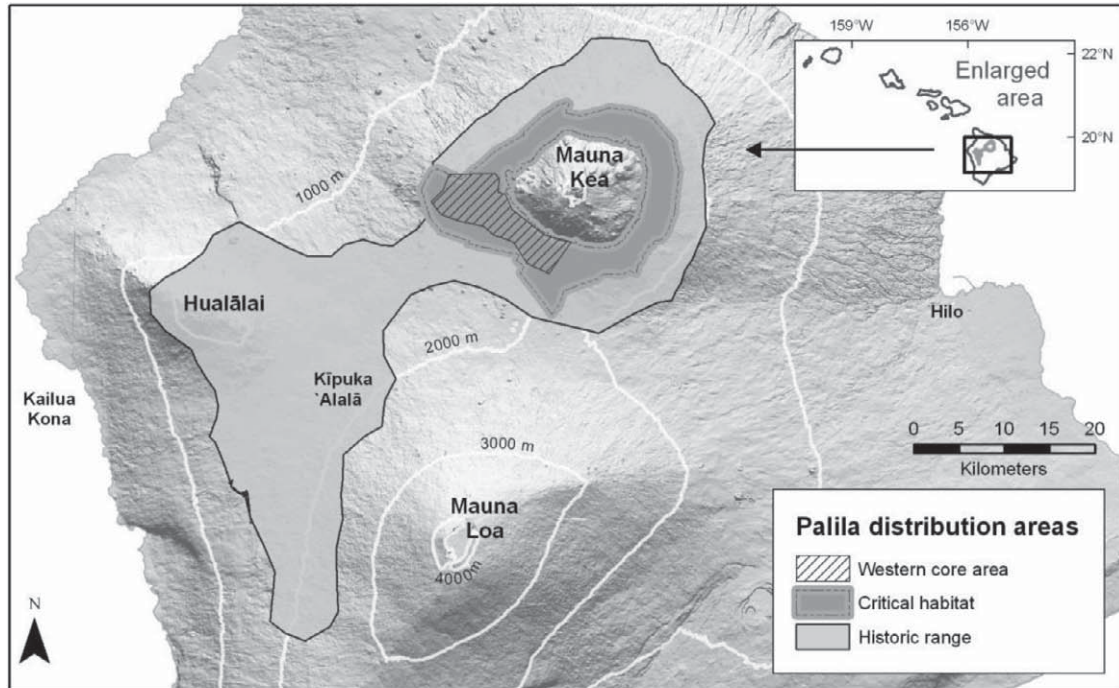 159°W
156°W
22°N
Enlarged
area
20°N
Mauna
Kea
1000 m
Hualālai
Hilo
2000 m
Kīpuka
`Alalā
Kailua
Kona
3000 m
0 5 10 15 20
Kilometers
Mauna
Loa
4000m
Palila distribution areas
Western core area
Critical habitat
Historic range
N